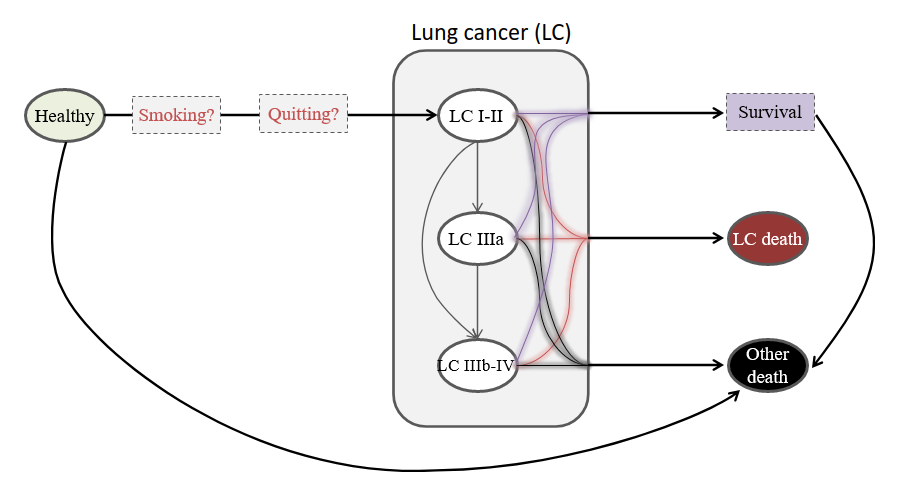 Lung cancer (LC)
Healthy
Smoking?
Quitting?
LC I-II
Survival
LC IIIa
LC death
LC IIIb-IV
Other
death